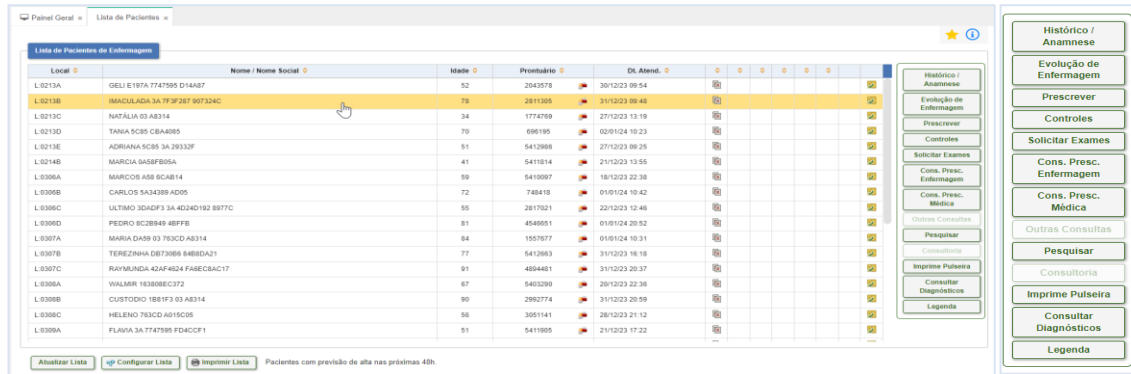 Painel Geral × Lista de Pacientes ×
Lista de Pacientes de Enfermagem
Local Nome / Nome Social Idade Prontuário Dt. Atend.
L:0213A GELI E197A 7747595 D14A87 52 2043578 30/12/23 09:54
L:0213B IMACULADA 3A 7F3F287 907324C 78 2811305 31/12/23 09:48
L:0213C NATÁLIA 03 A8314 34 1774769 27/12/23 13:19
L:0213D TANIA 5C85 CBA4085 70 696195 02/01/24 10:23
L:0213E ADRIANA 5C85 3A 29332F 51 5412986 27/12/23 09:25
L:0214B MARCIA 0A58FB05A 41 5411814 21/12/23 13:55
L:0306A MARCOS A58 6CAB14 59 5410097 18/12/23 22:38
L:0306B CARLOS 5A34389 AD05 72 748418 01/01/24 10:42
L:0306C ULTIMO 3DADF3 3A 4D24D192 8977C 55 2817021 22/12/23 12:46
L:0306D PEDRO 8C2B949 4BFFB 81 4546651 01/01/24 20:52
L:0307A MARIA DA59 03 763CD A8314 84 1557677 01/01/24 10:31
L:0307B TEREZINHA DB730B6 84B8DA21 77 5412663 31/12/23 16:18
L:0307C RAYMUNDA 42AF4624 FA6EC8AC17 91 4894481 31/12/23 20:37
L:0308A WALMIR 163808EC372 67 5403290 20/12/23 22:36
L:0308B CUSTODIO 1B81F3 03 A8314 90 2992774 31/12/23 20:59
L:0308C HELENO 763CD A015C05 56 3051141 28/12/23 21:12
L:0309A FLAVIA 3A 7747595 FD4CCF1 51 5411905 21/12/23 17:22
Atualizar Lista Configurar Lista Imprimir Lista Pacientes com previsão de alta nas próximas 48h.
Histórico /
Anamnese
Evolução de
Enfermagem
Prescrever
Controles
Solicitar Exames
Cons. Presc.
Enfermagem
Cons. Presc.
Médica
Outras Consultas
Pesquisar
Consultoria
Imprime Pulseira
Consultar
Diagnósticos
Legenda
Histórico /
Anamnese
Evolução de
Enfermagem
Prescrever
Controles
Solicitar Exames
Cons. Presc.
Enfermagem
Cons. Presc.
Médica
Outras Consultas
Pesquisar
Consultoria
Imprime Pulseira
Consultar
Diagnósticos
Legenda